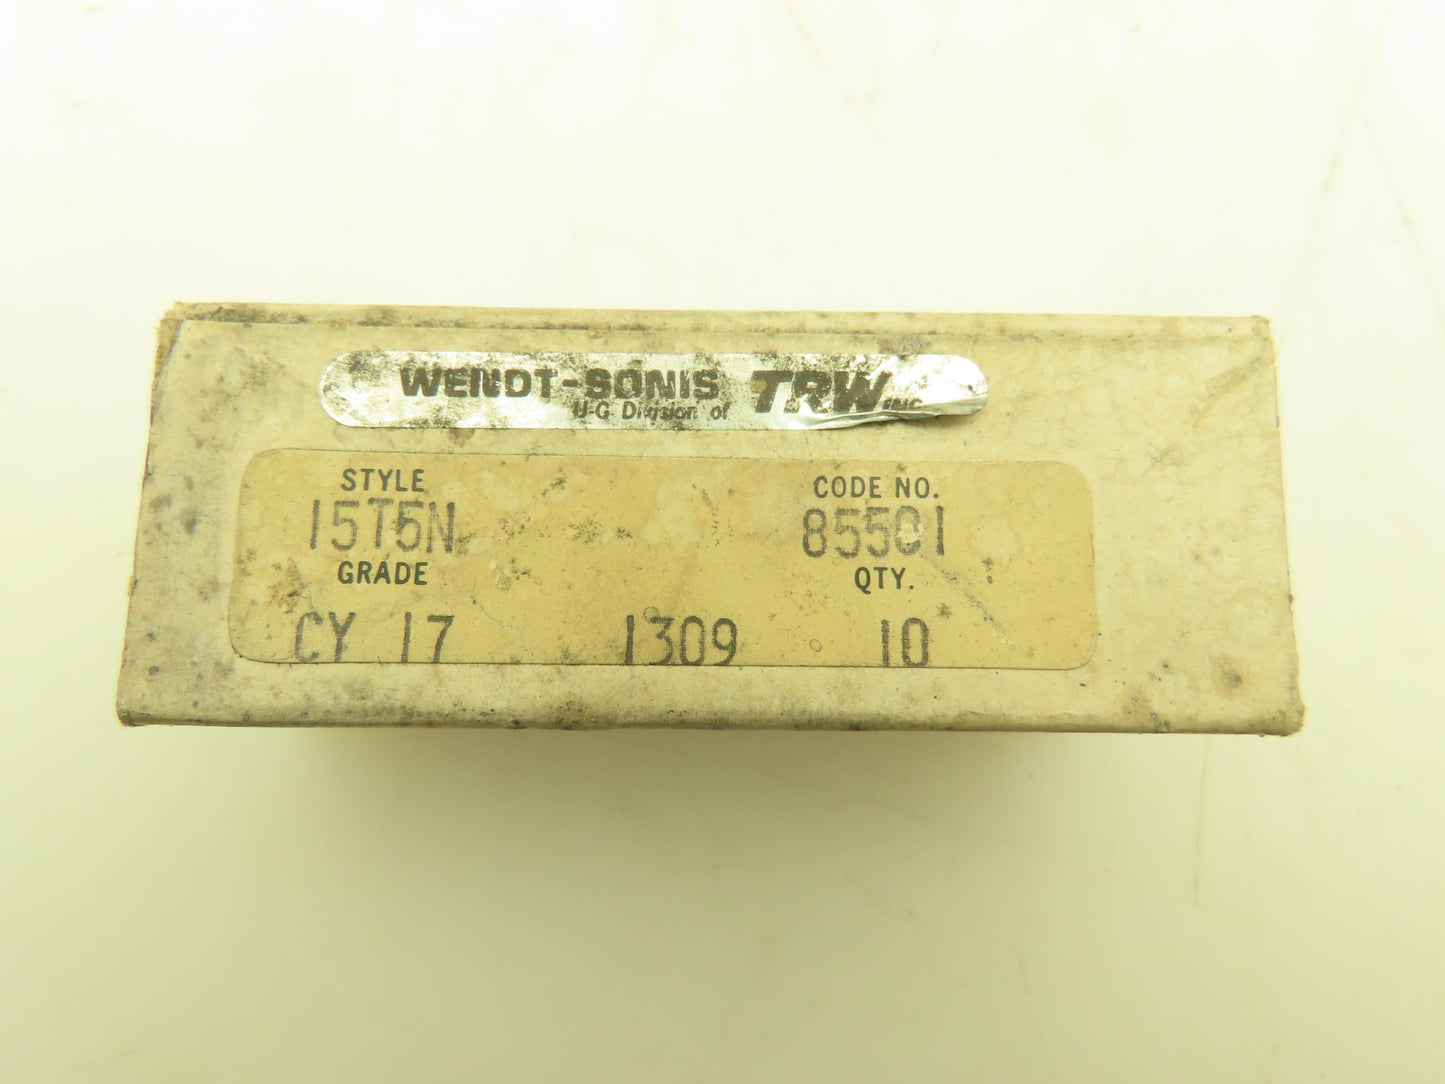 WENDT-SONIS TRW INC.
U-G Division of
STYLE CODE NO.
15T5N 85501
GRADE QTY.
CY 17 1309 10